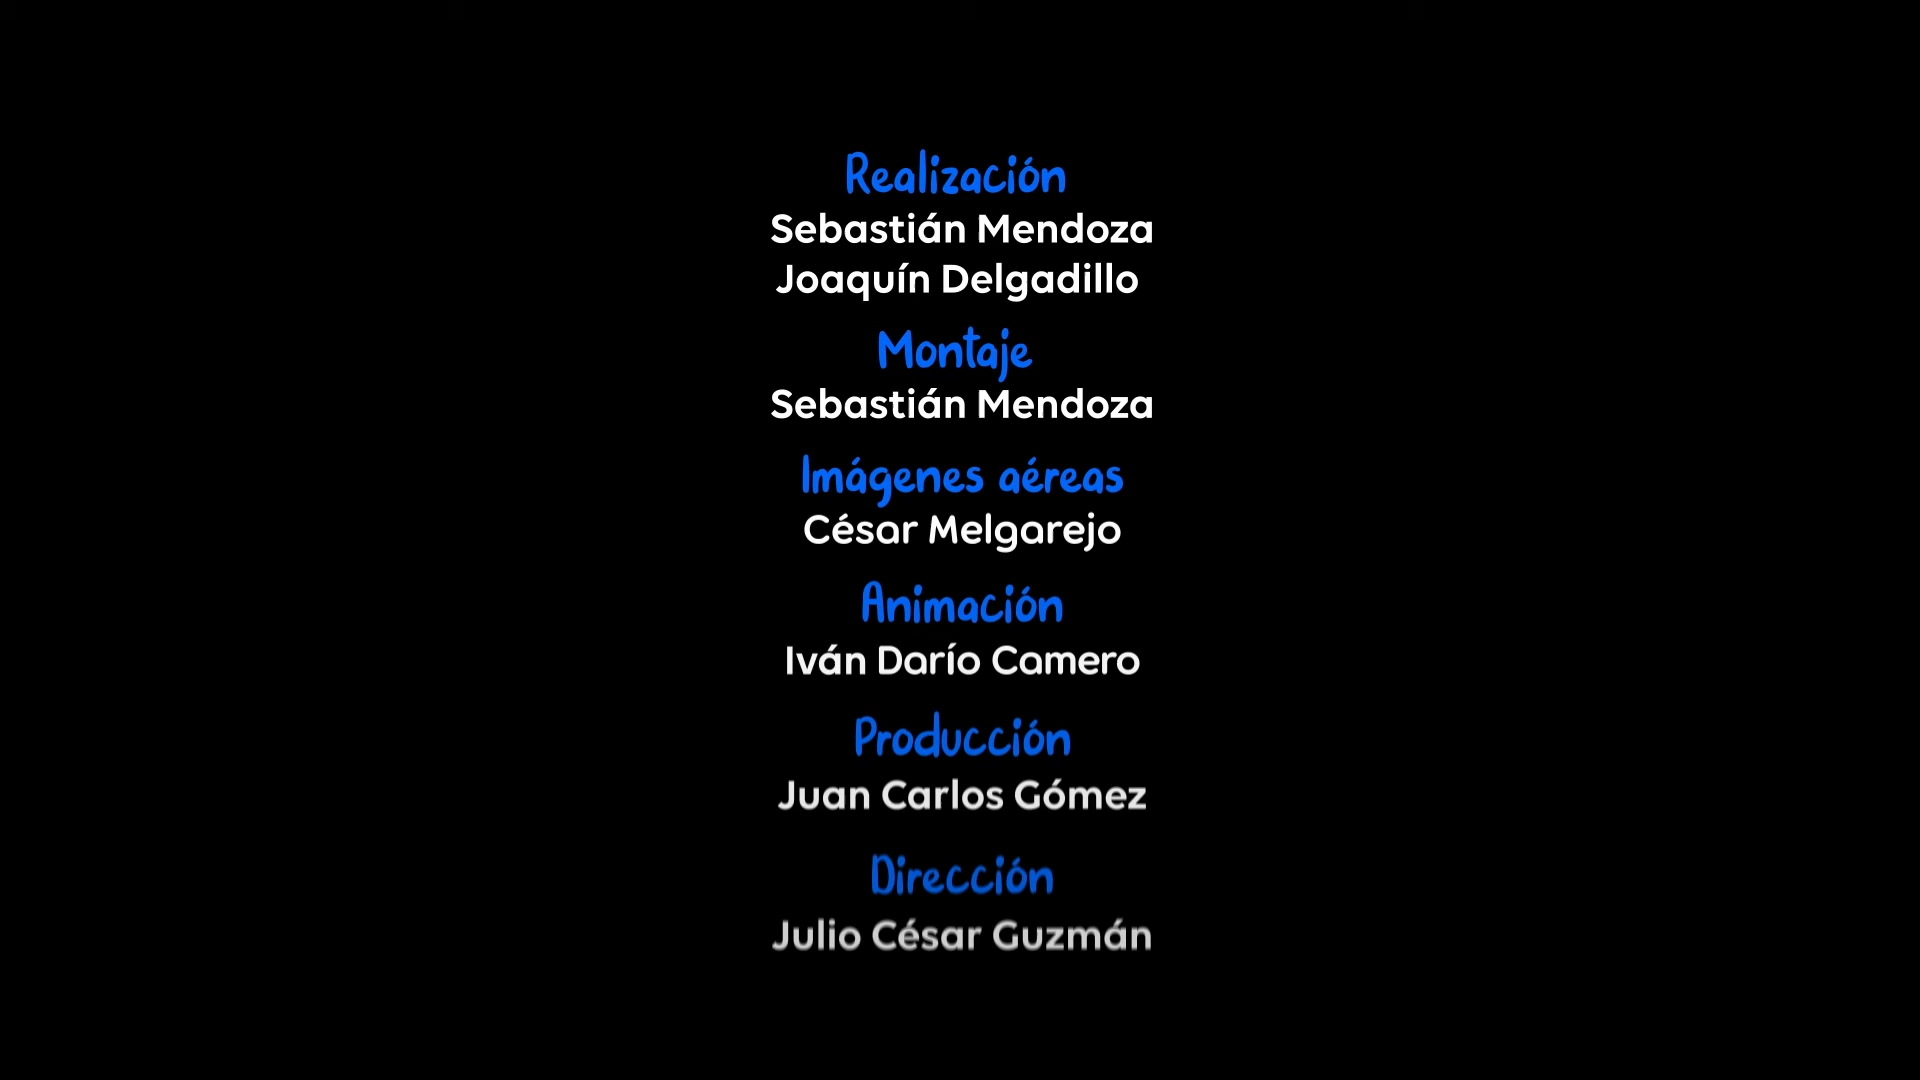 Realización
Sebastián Mendoza
Joaquín Delgadillo
Montaje
Sebastián Mendoza
Imágenes aéreas
César Melgarejo
Animación
Iván Darío Camero
Producción
Juan Carlos Gómez
Dirección
Julio César Guzmán